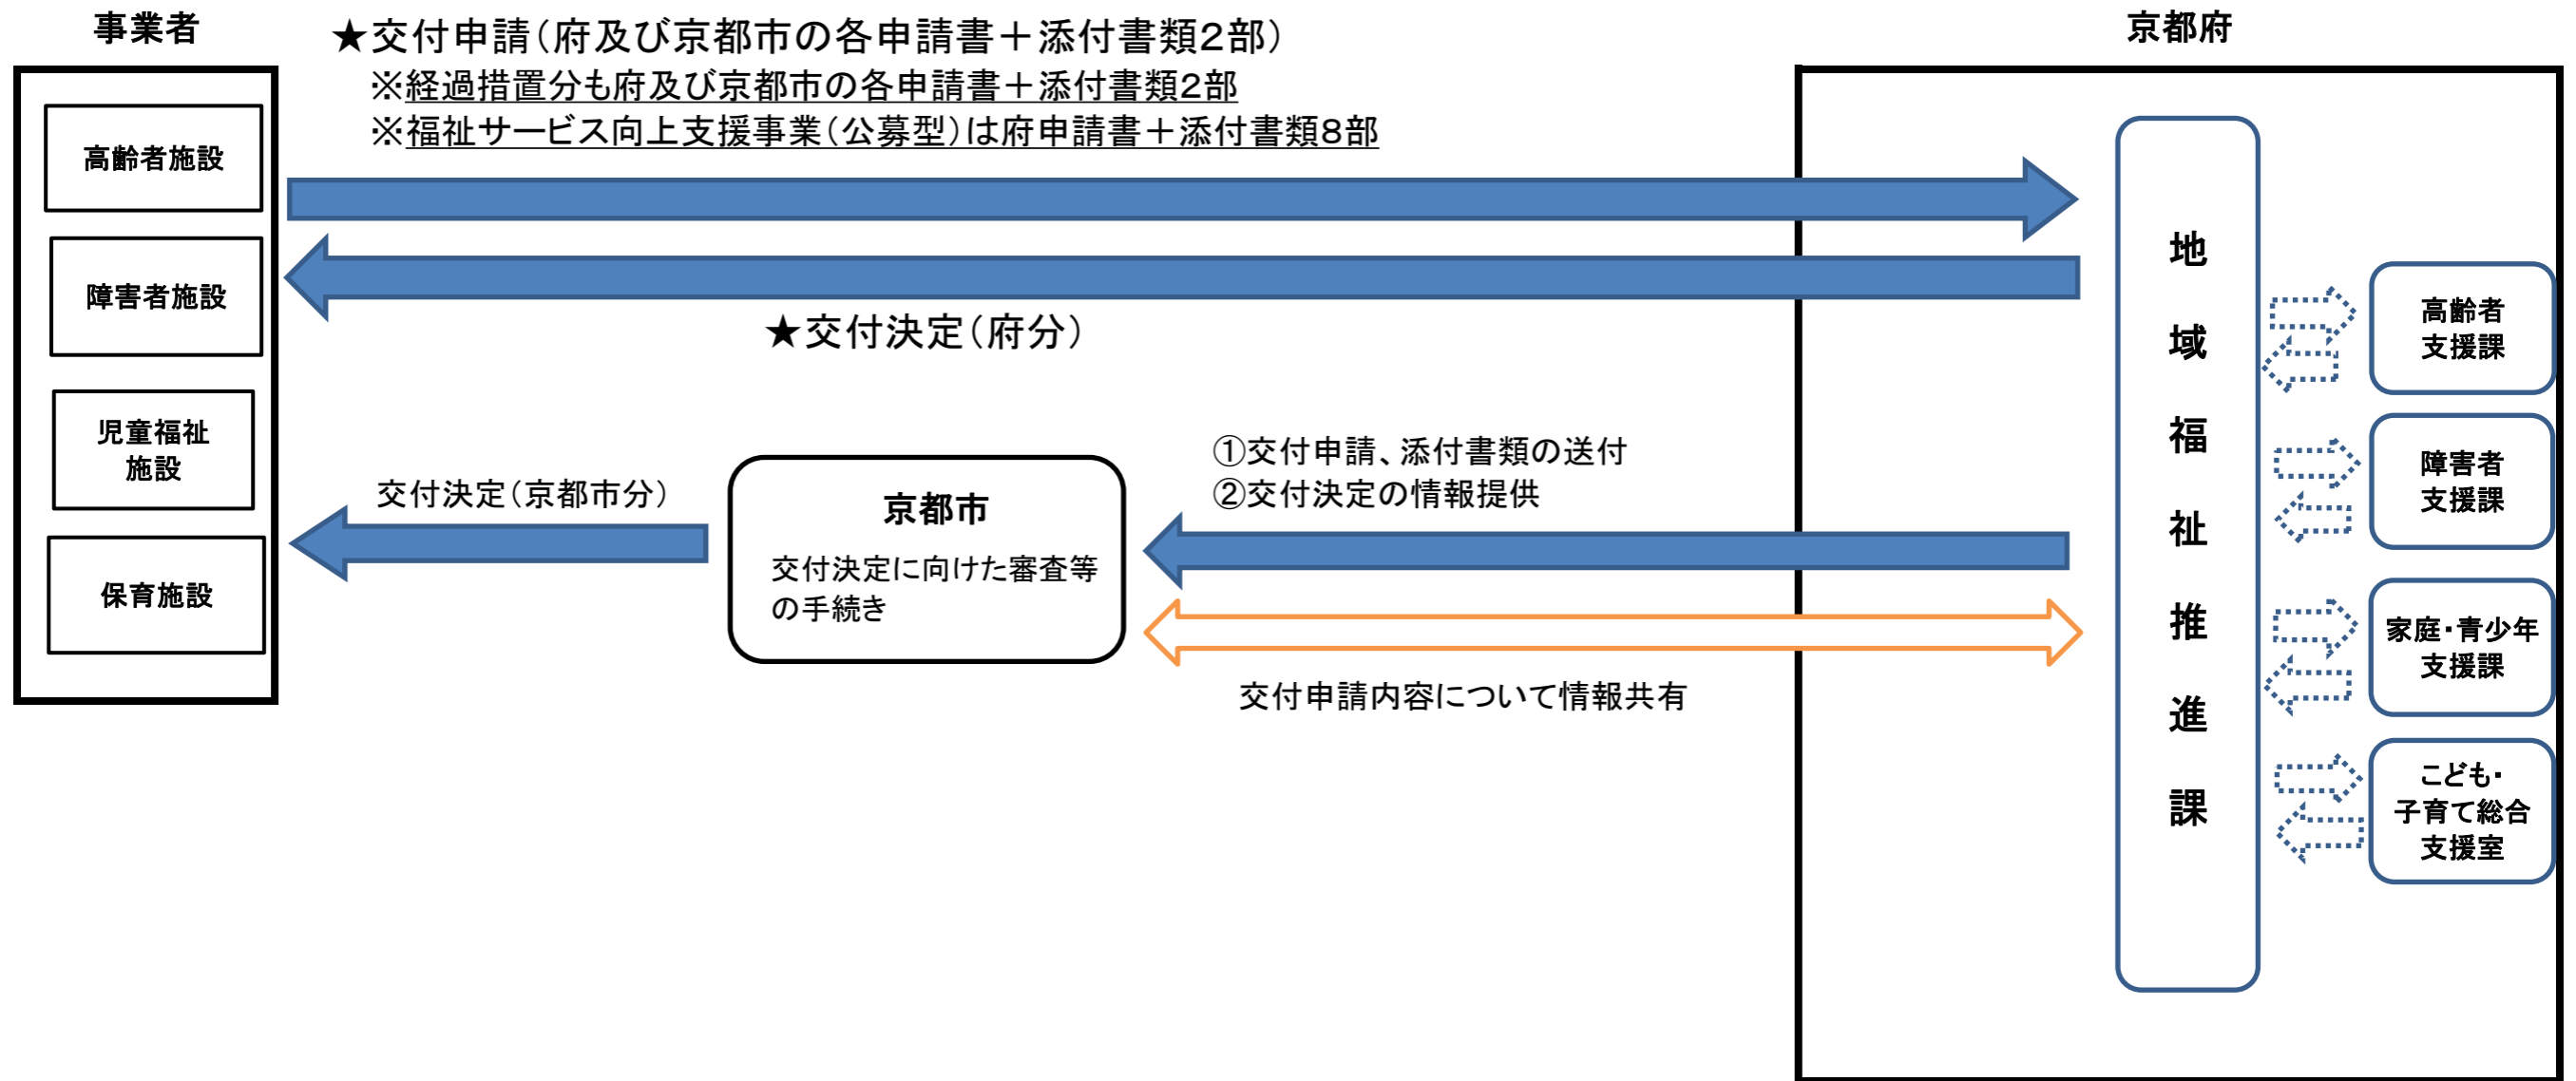 事業者
★交付申請（府及び京都市の各申請書＋添付書類2部）
※経過措置分も府及び京都市の各申請書＋添付書類2部
※福祉サービス向上支援事業（公募型）は府申請書＋添付書類8部
京都府
高齢者施設
障害者施設
児童福祉
施設
保育施設
★交付決定（府分）
交付決定（京都市分）
京都市
交付決定に向けた審査等
の手続き
①交付申請、添付書類の送付
②交付決定の情報提供
交付申請内容について情報共有
地域福祉推進課
高齢者
支援課
障害者
支援課
家庭・青少年
支援課
こども・
子育て総合
支援室